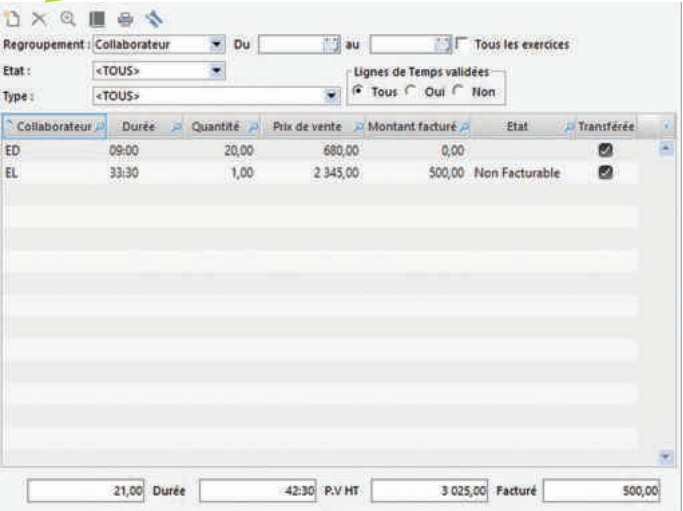 Regroupement : Collaborateur Du au Tous les exercices
Etat : <TOUS> Lignes de Temps validées
Type : <TOUS> Tous Oui Non
Collaborateur Durée Quantité Prix de vente Montant facturé Etat Transférée
ED 09:00 20,00 680,00 0,00
EL 33:30 1,00 2 345,00 500,00 Non Facturable
21,00 Durée 42:30 P.V HT 3 025,00 Facturé 500,00